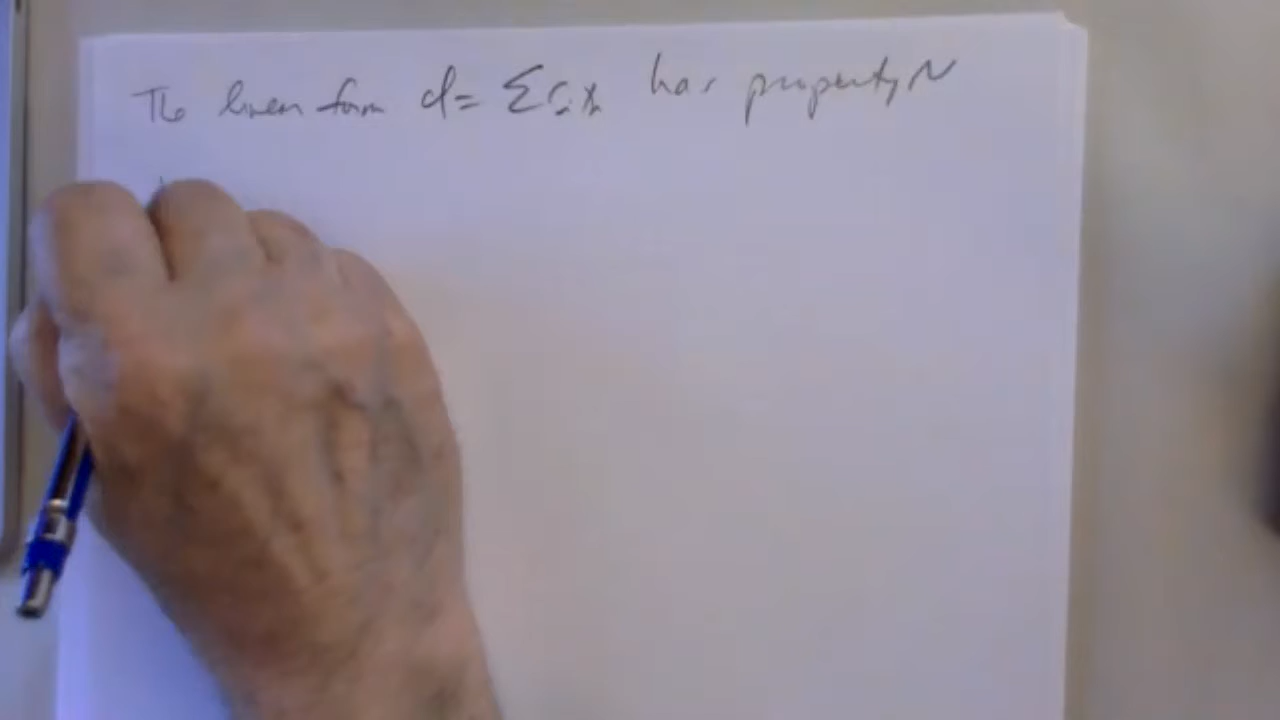 The linear form d = Σ c_i x_i has property N